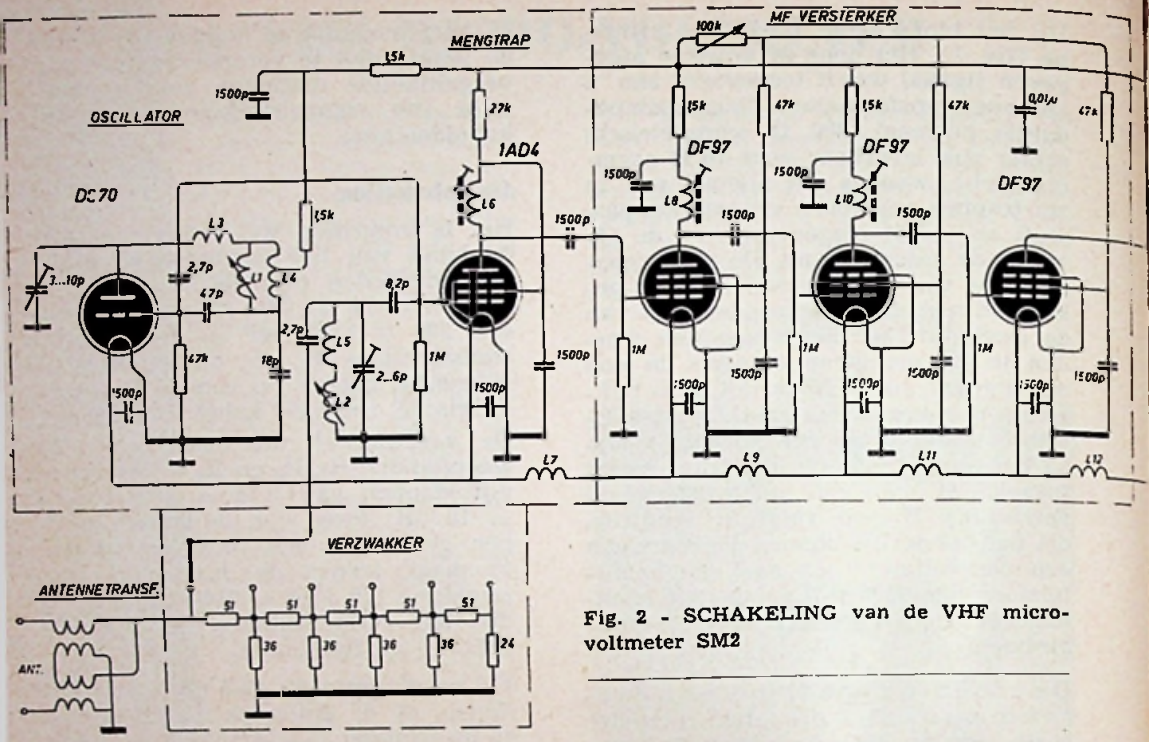 MF VERSTERKER
100k
MENGTRAP
1,5k
1500p
OSCILLATOR
27k
1,5k
47k
1,5k
47k
0,01µ
47k
1AD4
DF97
DF97
DF97
DC70
1500p
1500p
L6
L8
L10
1,5k
L3
1500p
1500p
1500p
3...10p
2,7p
L1
L4
47p
8,2p
2,7p
L5
47k
18p
2...6p
L2
1M
1500p
1M
1500p
1M
1500p
1500p
1500p
1500p
1500p
1500p
1500p
L7
L9
L11
L12
VERZWAKKER
ANTENNETRANSF.
51
51
51
51
51
36
36
36
36
24
ANT.
Fig. 2 - SCHAKELING van de VHF micro-
voltmeter SM2